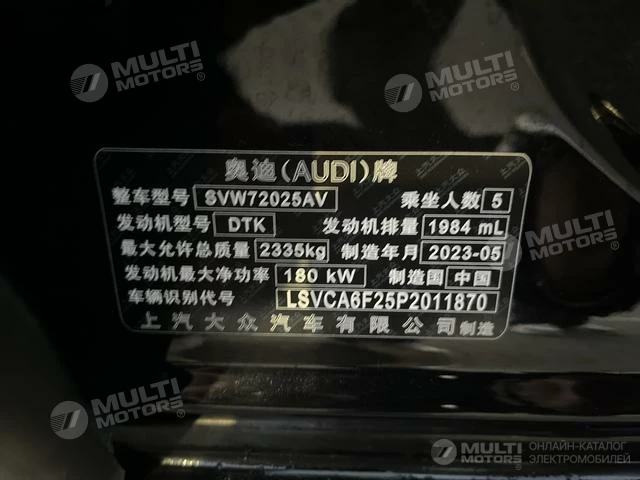 MULTI MOTORS
MULTI MOTORS
奥迪(AUDI)牌
整车型号 SVW72025AV 乘坐人数 5
发动机型号 DTK 发动机排量 1984 mL
最大允许总质量 2335kg 制造年月 2023-05
发动机最大净功率 180 kW 制造国 中国
车辆识别代号 LSVCA6F25P2011870
上汽大众汽车有限公司制造
MULTI MOTORS
MULTI MOTORS
MULTI MOTORS ОНЛАЙН-КАТАЛОГ ЭЛЕКТРОМОБИЛЕЙ